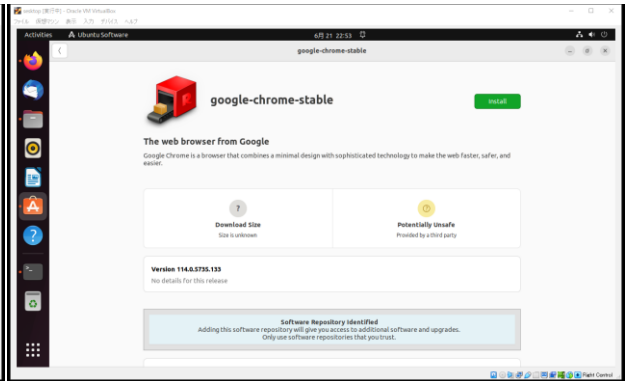 desktop [実行中] - Oracle VM VirtualBox
ファイル 仮想マシン 表示 入力 デバイス ヘルプ
Activities Ubuntu Software 6月 21 22:53
google-chrome-stable
google-chrome-stable
Install
The web browser from Google
Google Chrome is a browser that combines a minimal design with sophisticated technology to make the web faster, safer, and
easier.
Download Size
Size is unknown
Potentially Unsafe
Provided by a third party
Version 114.0.5735.133
No details for this release
Software Repository Identified
Adding this software repository will give you access to additional software and upgrades.
Only use software repositories that you trust.
Right Control